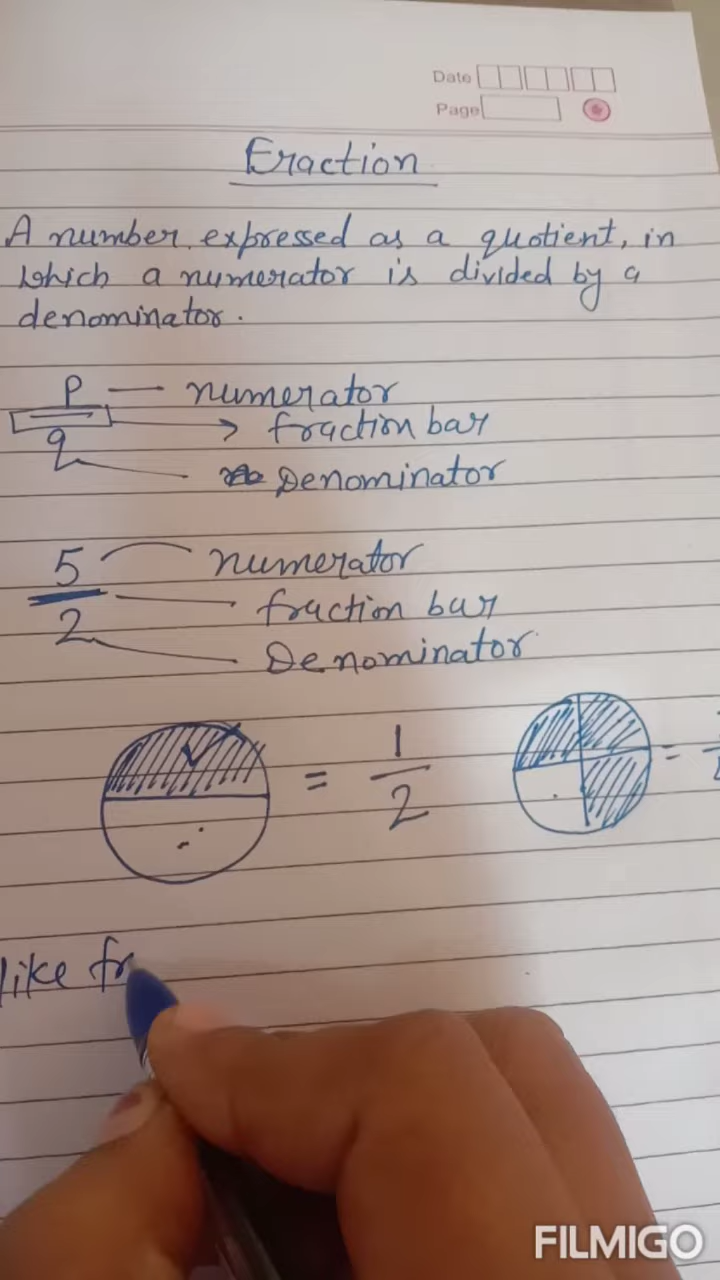 Date
Page
Fraction
A number expressed as a quotient, in
which a numerator is divided by a
denominator.
P — numerator
fraction bar
q Denominator
5 numerator
fraction bar
2 Denominator
= 1/2 =
like fr
FILMIGO